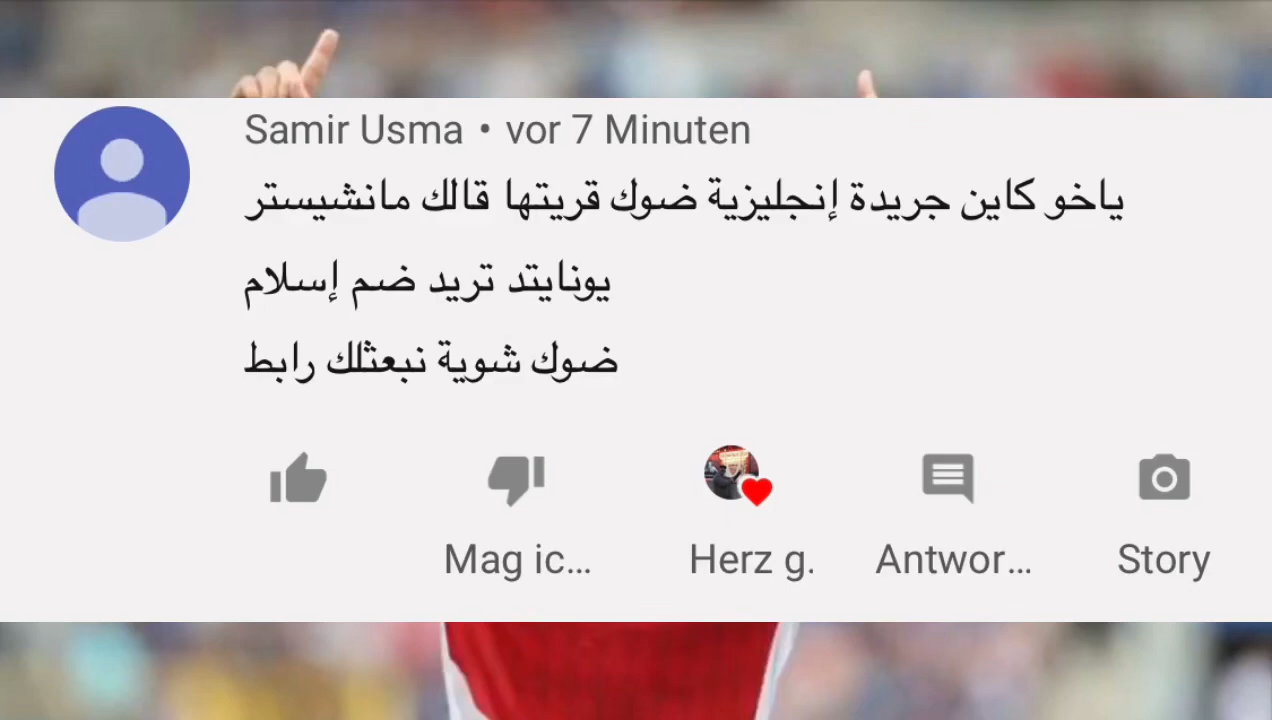 Samir Usma • vor 7 Minuten
ياخو كاين جريدة إنجليزية ضوك قريتها قالك مانشيستر
يونايتد تريد ضم إسلام
ضوك شوية نبعثلك رابط
Mag ic... Herz g. Antwor... Story